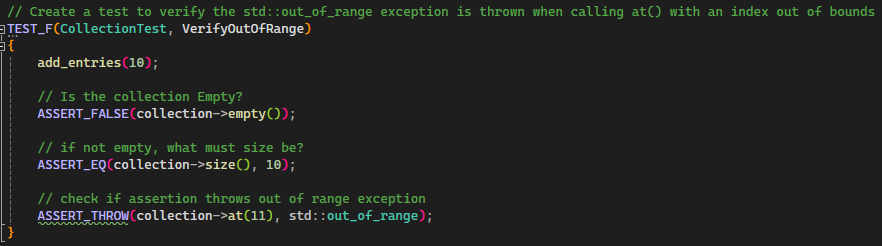 // Create a test to verify the std::out_of_range exception is thrown when calling at() with an index out of bounds
TEST_F(CollectionTest, VerifyOutOfRange)
{
    add_entries(10);

    // Is the collection Empty?
    ASSERT_FALSE(collection->empty());

    // if not empty, what must size be?
    ASSERT_EQ(collection->size(), 10);

    // check if assertion throws out of range exception
    ASSERT_THROW(collection->at(11), std::out_of_range);
}